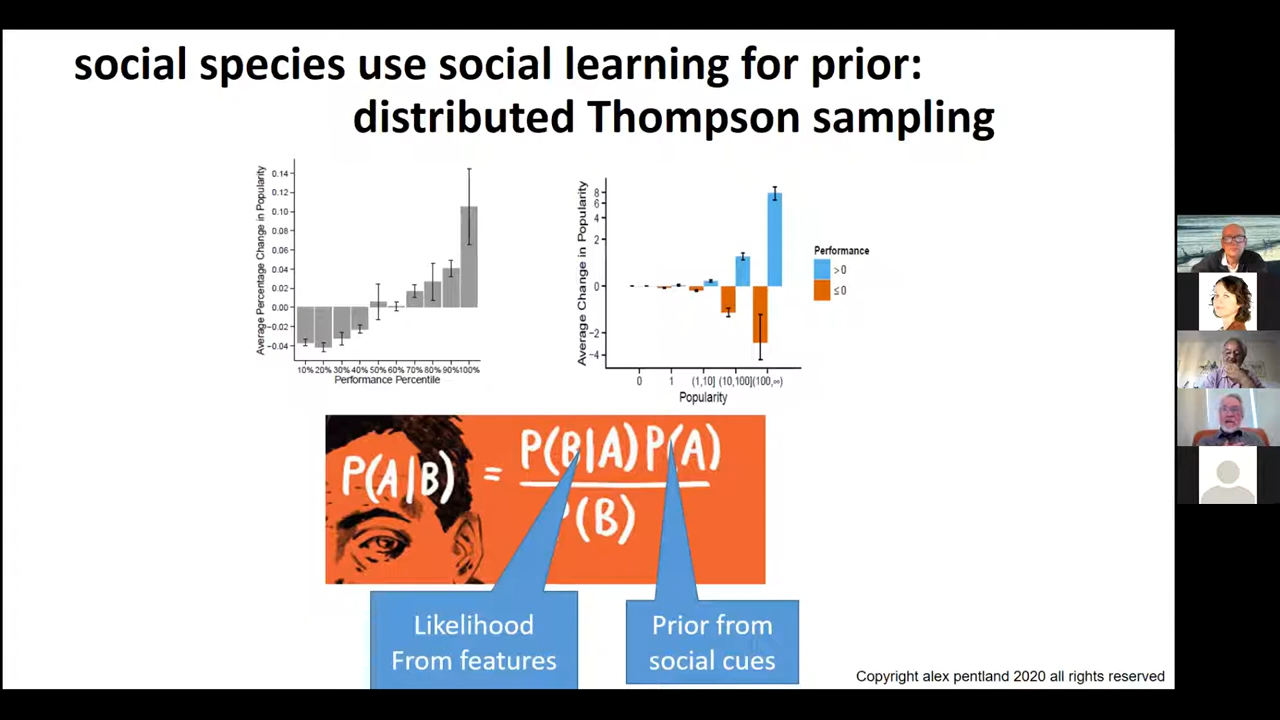 social species use social learning for prior:
distributed Thompson sampling
Average Percentage Change in Popularity
0.14
0.12
0.10
0.08
0.06
0.04
0.02
0.00
−0.02
−0.04
10% 20% 30% 40% 50% 60% 70% 80% 90% 100%
Performance Percentile
Average Change in Popularity
8
6
4
2
0
−2
−4
0 1 (1,10] (10,100] (100,∞)
Popularity
Performance
>0
≤0
P(A|B) = P(B|A) P(A)
P(B)
Likelihood
From features
Prior from
social cues
Copyright alex pentland 2020 all rights reserved